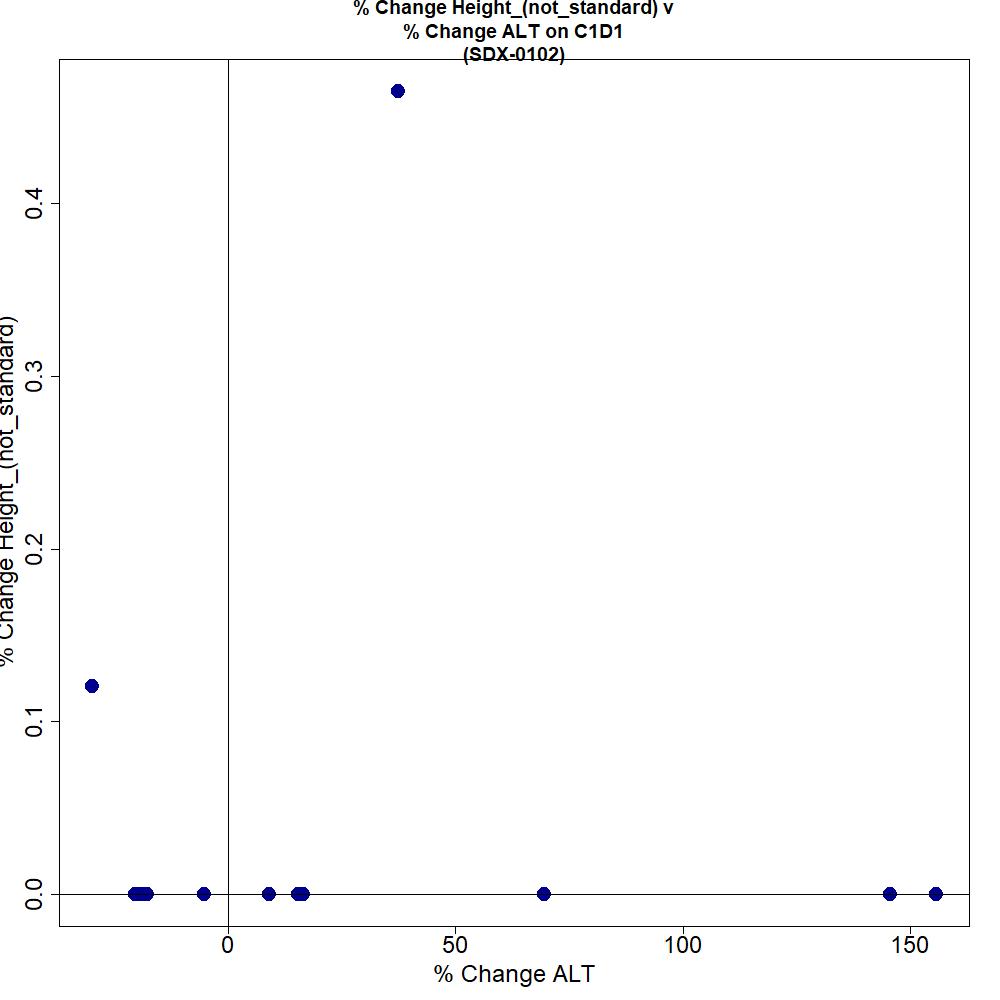 % Change Height_(not_standard) v
% Change ALT on C1D1
(SDX-0102)
% Change Height_(not_standard)
0.4
0.3
0.2
0.1
0.0
0 50 100 150
% Change ALT